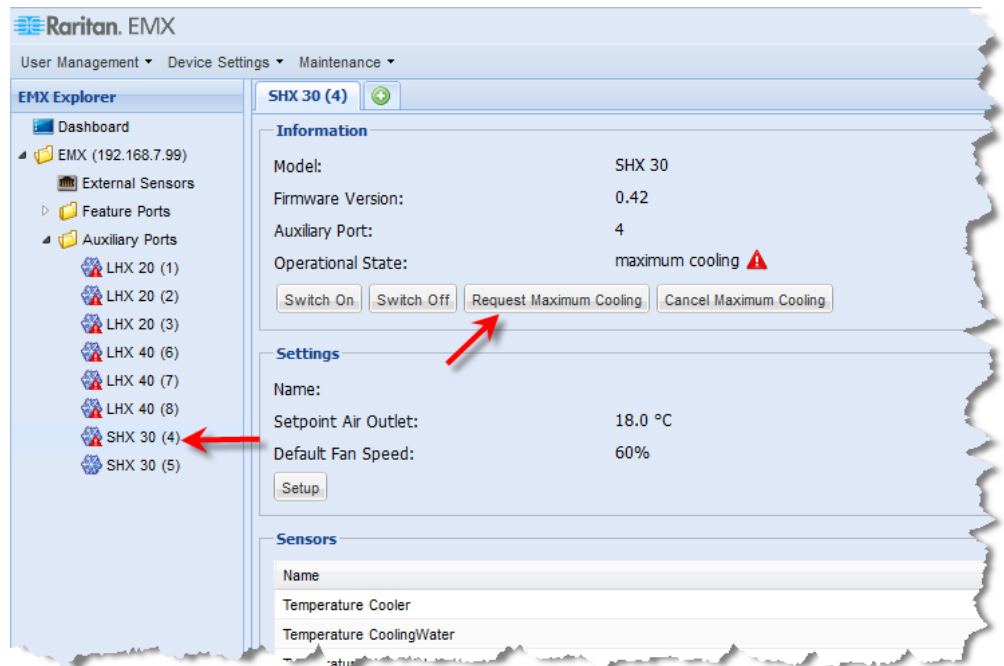 Raritan. EMX
User Management Device Settings Maintenance
EMX Explorer
Dashboard
EMX (192.168.7.99)
External Sensors
Feature Ports
Auxiliary Ports
LHX 20 (1)
LHX 20 (2)
LHX 20 (3)
LHX 40 (6)
LHX 40 (7)
LHX 40 (8)
SHX 30 (4)
SHX 30 (5)
SHX 30 (4)
Information
Model: SHX 30
Firmware Version: 0.42
Auxiliary Port: 4
Operational State: maximum cooling
Switch On Switch Off Request Maximum Cooling Cancel Maximum Cooling
Settings
Name:
Setpoint Air Outlet: 18.0 °C
Default Fan Speed: 60%
Setup
Sensors
Name
Temperature Cooler
Temperature CoolingWater